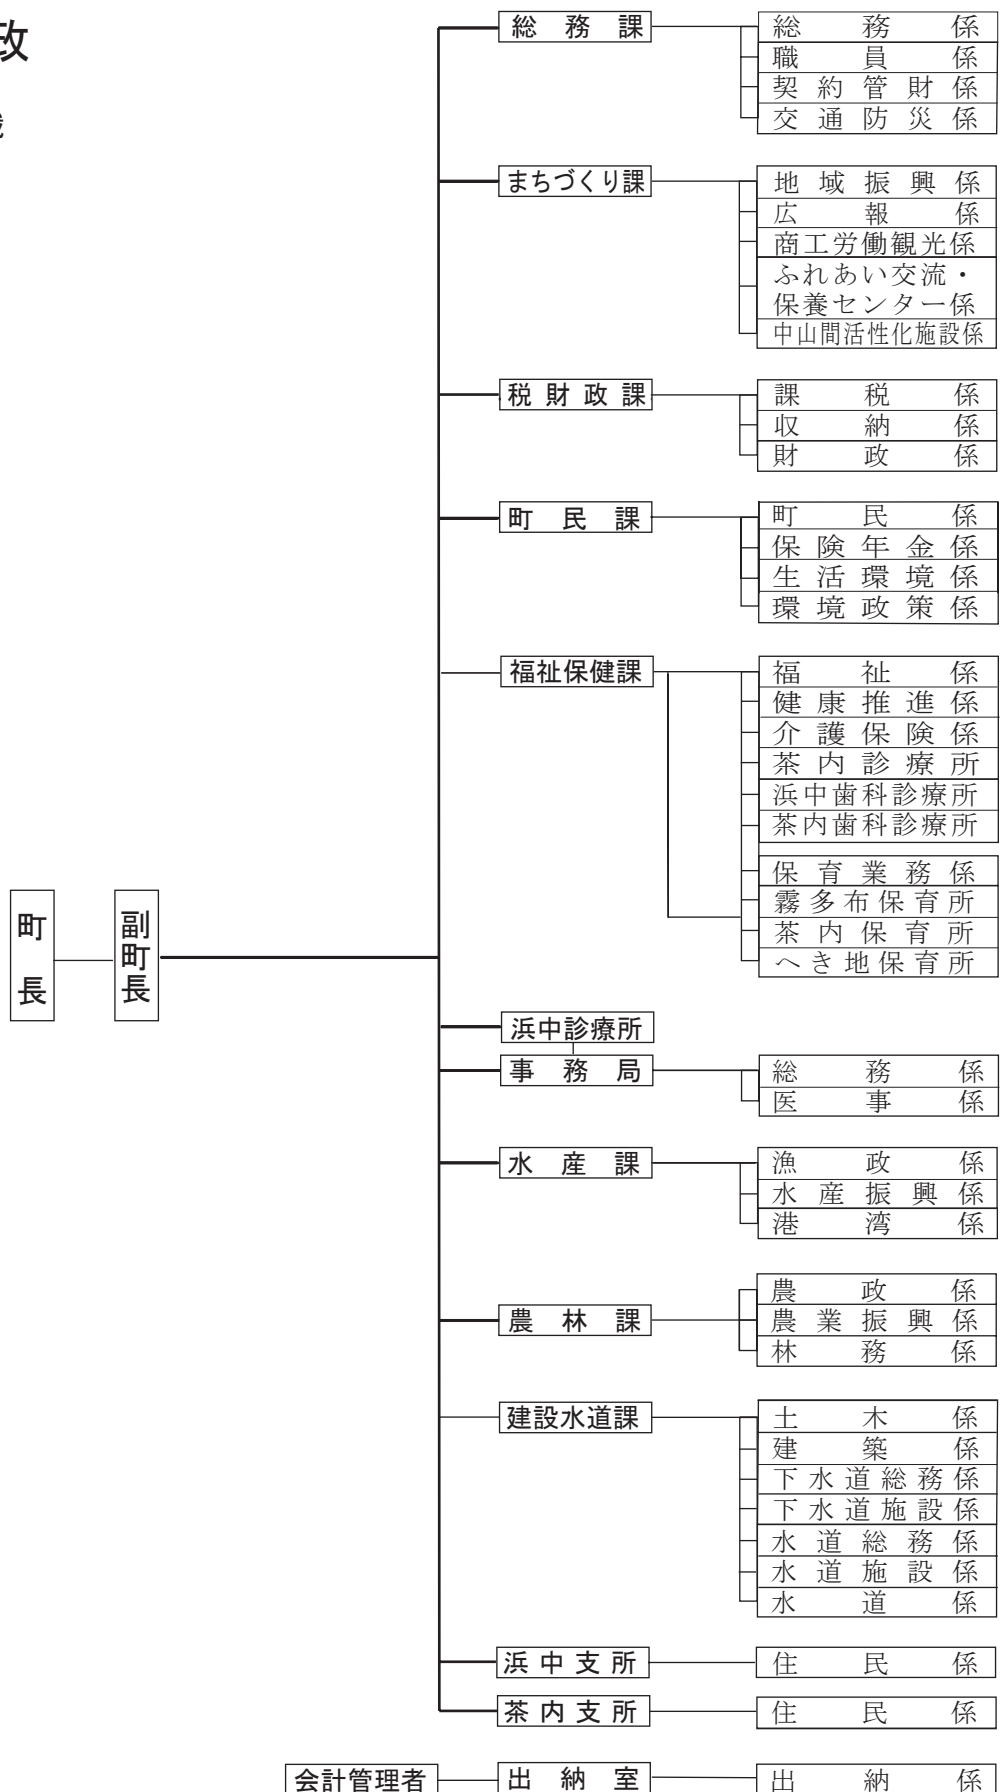 政
総務課
総務係
職員係
契約管財係
交通防災係
まちづくり課
地域振興係
広報係
商工労働観光係
ふれあい交流・
保養センター係
中山間活性化施設係
税財政課
課税係
収納係
財政係
町民課
町民係
保険年金係
生活環境係
環境政策係
福祉保健課
福祉係
健康推進係
介護保険係
茶内診療所
浜中歯科診療所
茶内歯科診療所
保育業務係
霧多布保育所
茶内保育所
へき地保育所
町長
副町長
浜中診療所
事務局
総務係
医事係
水産課
漁政係
水産振興係
港湾係
農林課
農政係
農業振興係
林務係
建設水道課
土木係
建築係
下水道総務係
下水道施設係
水道総務係
水道施設係
水道係
浜中支所
住民係
茶内支所
住民係
会計管理者
出納室
出納係